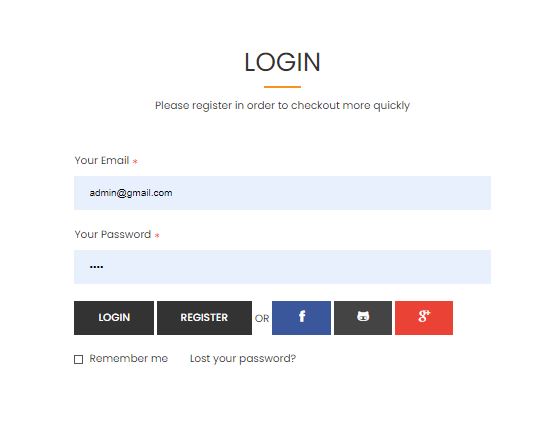 LOGIN
Please register in order to checkout more quickly
Your Email *
admin@gmail.com
Your Password *
••••
LOGIN REGISTER OR f g+
Remember me Lost your password?